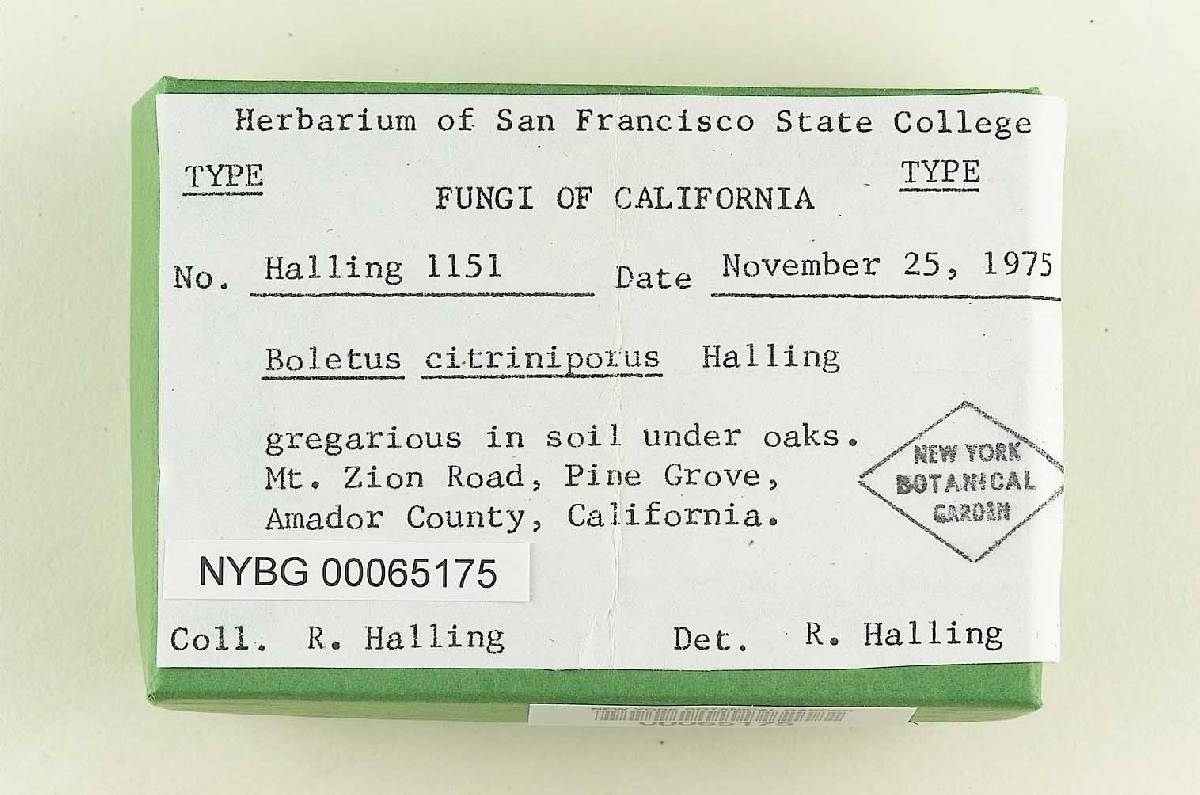 Herbarium of San Francisco State College
TYPE TYPE
FUNGI OF CALIFORNIA
No. Halling 1151 Date November 25, 1975
Boletus citriniporus Halling
gregarious in soil under oaks.
Mt. Zion Road, Pine Grove,
Amador County, California.
NEW YORK
BOTANICAL
GARDEN
NYBG 00065175
Coll. R. Halling Det. R. Halling